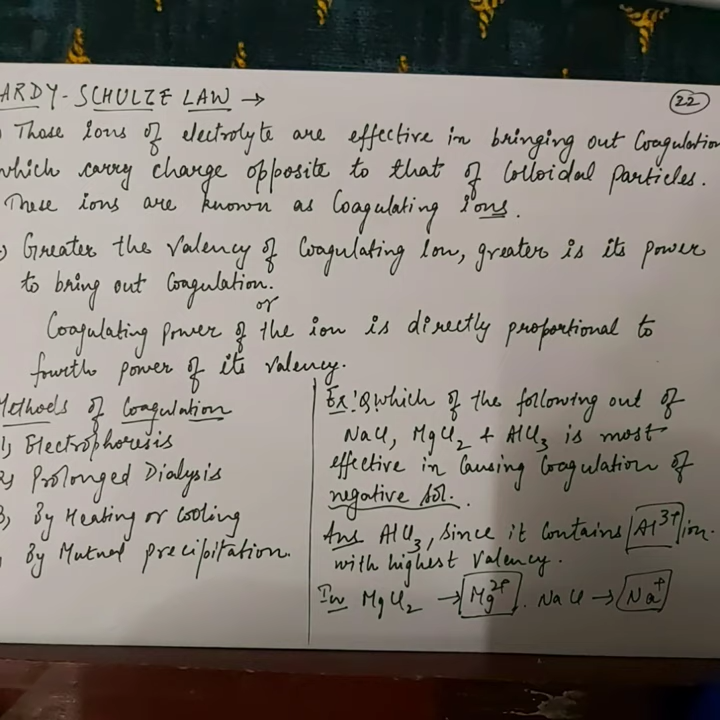 ARDY-SCHULZE LAW →
22
Those ions of electrolyte are effective in bringing out Coagulation
which carry charge opposite to that of Colloidal Particles.
These ions are known as Coagulating ions.
) Greater the Valency of Coagulating Ion, greater is its power
to bring out Coagulation.
or
Coagulating power of the ion is directly proportional to
fourth power of its Valency.
Methods of Coagulation
1) Electrophoresis
2) Prolonged Dialysis
3) By Heating or Cooling
) By Mutual precipitation.
Ex: Q, which of the following out of
NaCl, MgCl2 + AlCl3 is most
effective in causing Coagulation of
negative Sol.
Ans AlCl3, since it contains Al3+ ion.
with highest Valency.
In MgCl2 → Mg2+. NaCl → Na+